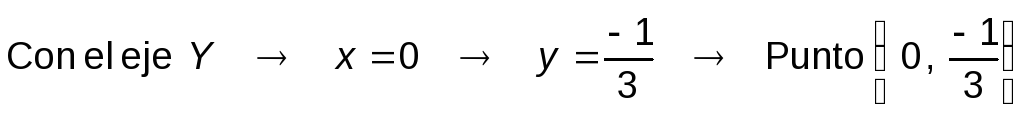 Con el eje Y → x = 0 → y = -1/3 → Punto (0, -1/3)